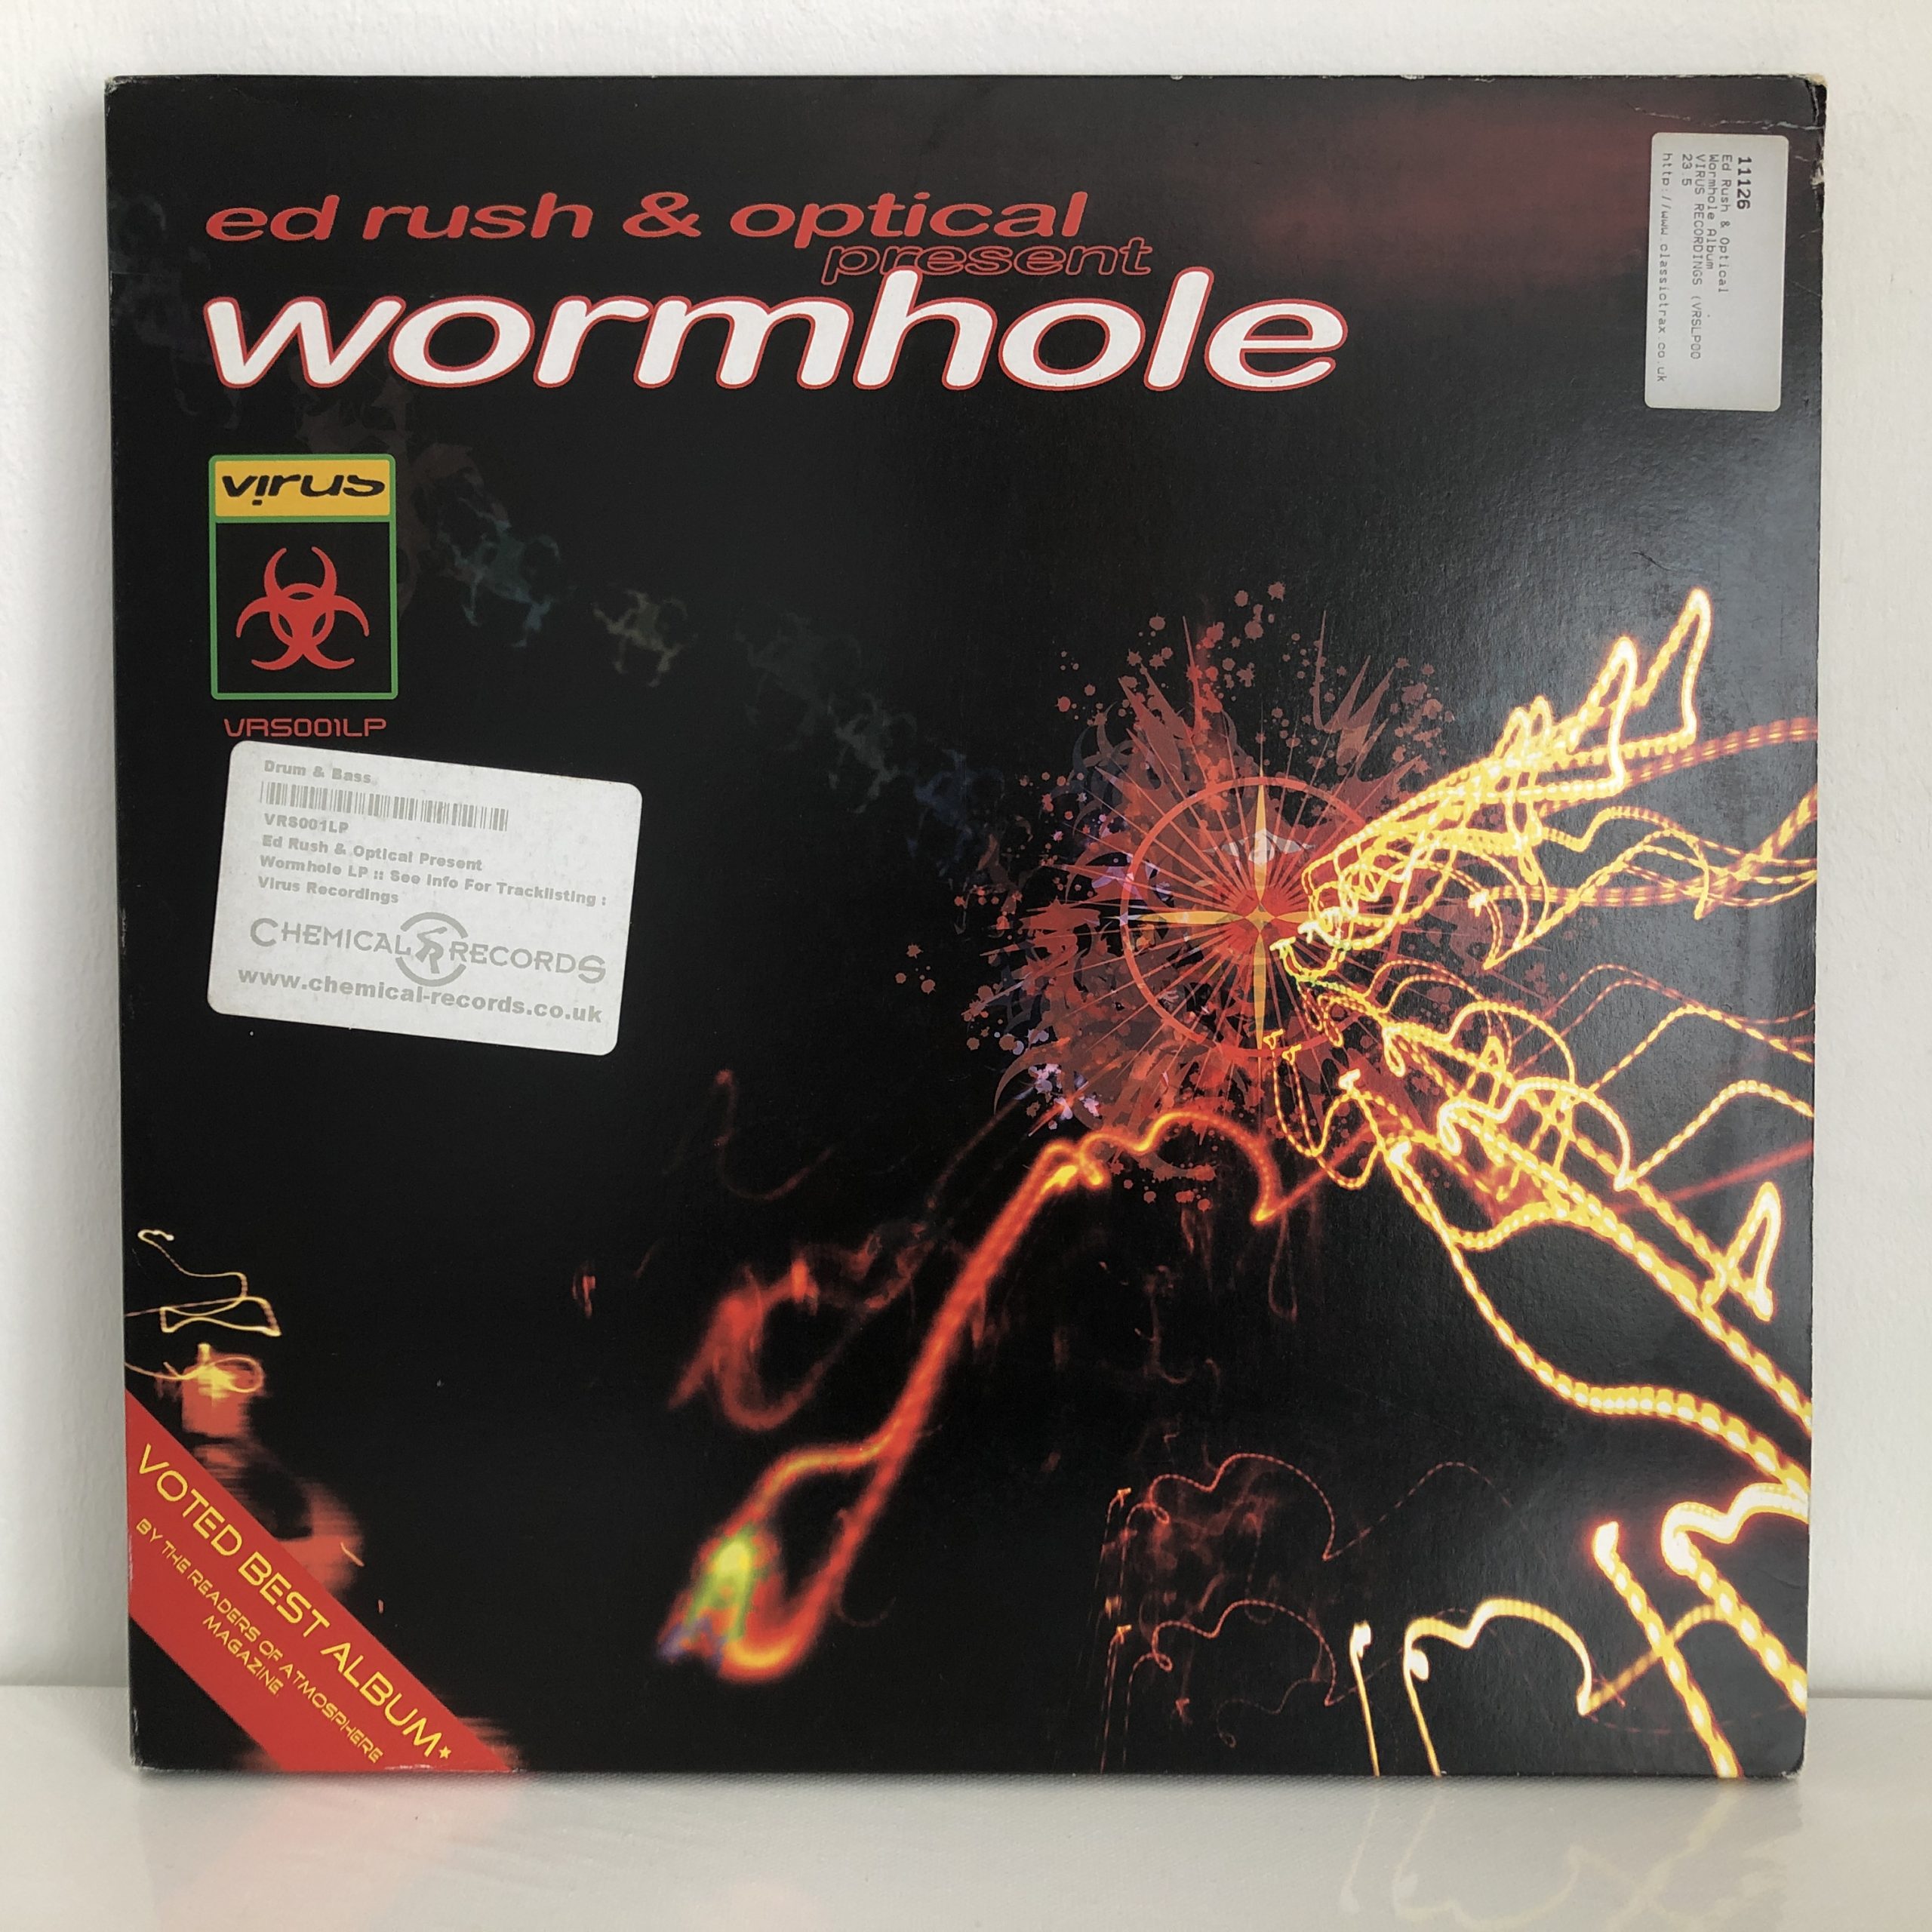 ed rush & optical
present
wormhole
virus
VRS001LP
11126
Ed Rush & Optical
Wormhole Album
VIRUS RECORDINGS (VRSLP00
23.5
http://www.classictrax.co.uk
Drum & Bass
VRS001LP
Ed Rush & Optical Present
Wormhole LP :: See Info For Tracklisting :
Virus Recordings
CHEMICAL RECORDS
www.chemical-records.co.uk
VOTED BEST ALBUM*
BY THE READERS OF ATMOSPHERE
MAGAZINE